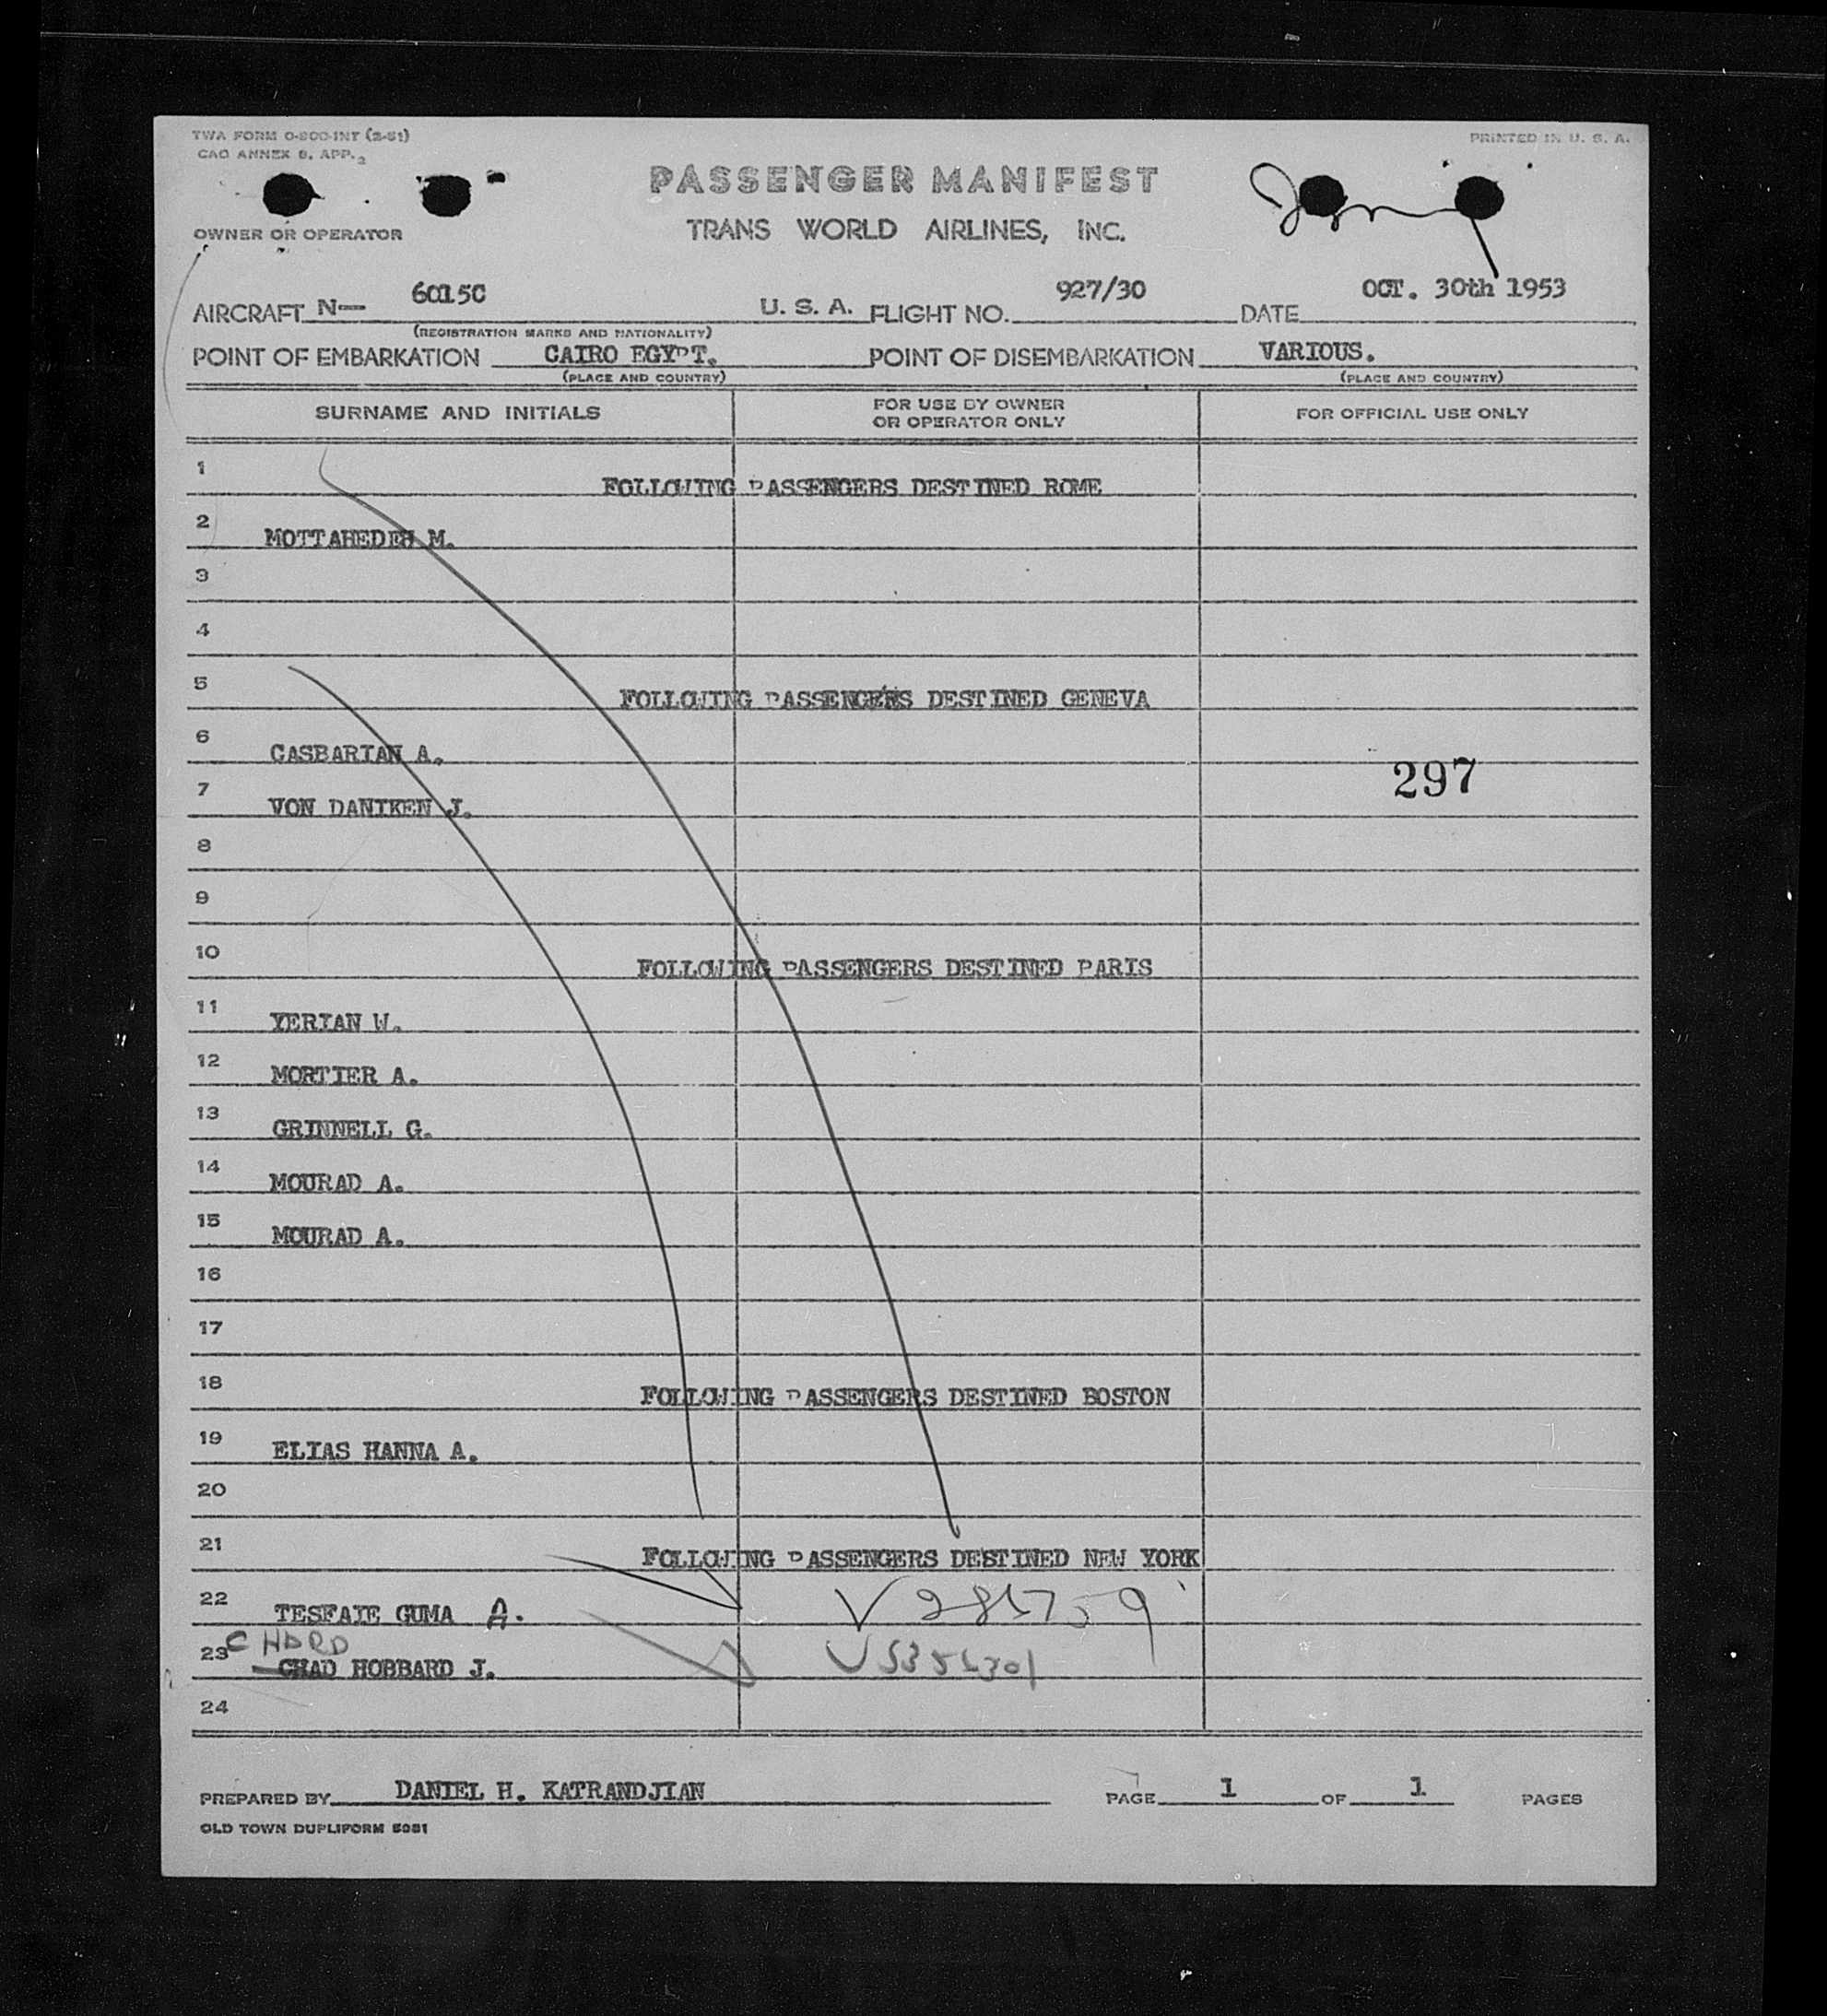 TWA FORM O-800-INT (2-51)
CAO ANNEX 8, APP. 2
PRINTED IN U. S. A.
PASSENGER MANIFEST
TRANS WORLD AIRLINES, INC.
OWNER OR OPERATOR
AIRCRAFT N— 6015C U. S. A. FLIGHT NO. 927/30 DATE OCT. 30th 1953
(REGISTRATION MARKS AND NATIONALITY)
POINT OF EMBARKATION CAIRO EGYPT. POINT OF DISEMBARKATION VARIOUS.
(PLACE AND COUNTRY) (PLACE AND COUNTRY)
SURNAME AND INITIALS FOR USE BY OWNER OR OPERATOR ONLY FOR OFFICIAL USE ONLY
1 FOLLOWING PASSENGERS DESTINED ROME
2 MOTTAHEDEH M.
3
4
5 FOLLOWING PASSENGERS DESTINED GENEVA
6 GASBARIAN A.
297
7 VON DANIKEN J.
8
9
10 FOLLOWING PASSENGERS DESTINED PARIS
11 YERIAN W.
12 MORTIER A.
13 GRINNELL G.
14 MOURAD A.
15 MOURAD A.
16
17
18 FOLLOWING PASSENGERS DESTINED BOSTON
19 ELIAS HANNA A.
20
21 FOLLOWING PASSENGERS DESTINED NEW YORK
22 TESFAIE GUMA A.
23 CHARD
CHAD HOBBARD J.
24
PREPARED BY DANIEL H. KATRANDJIAN PAGE 1 OF 1 PAGES
OLD TOWN DUPLIFORM 5081